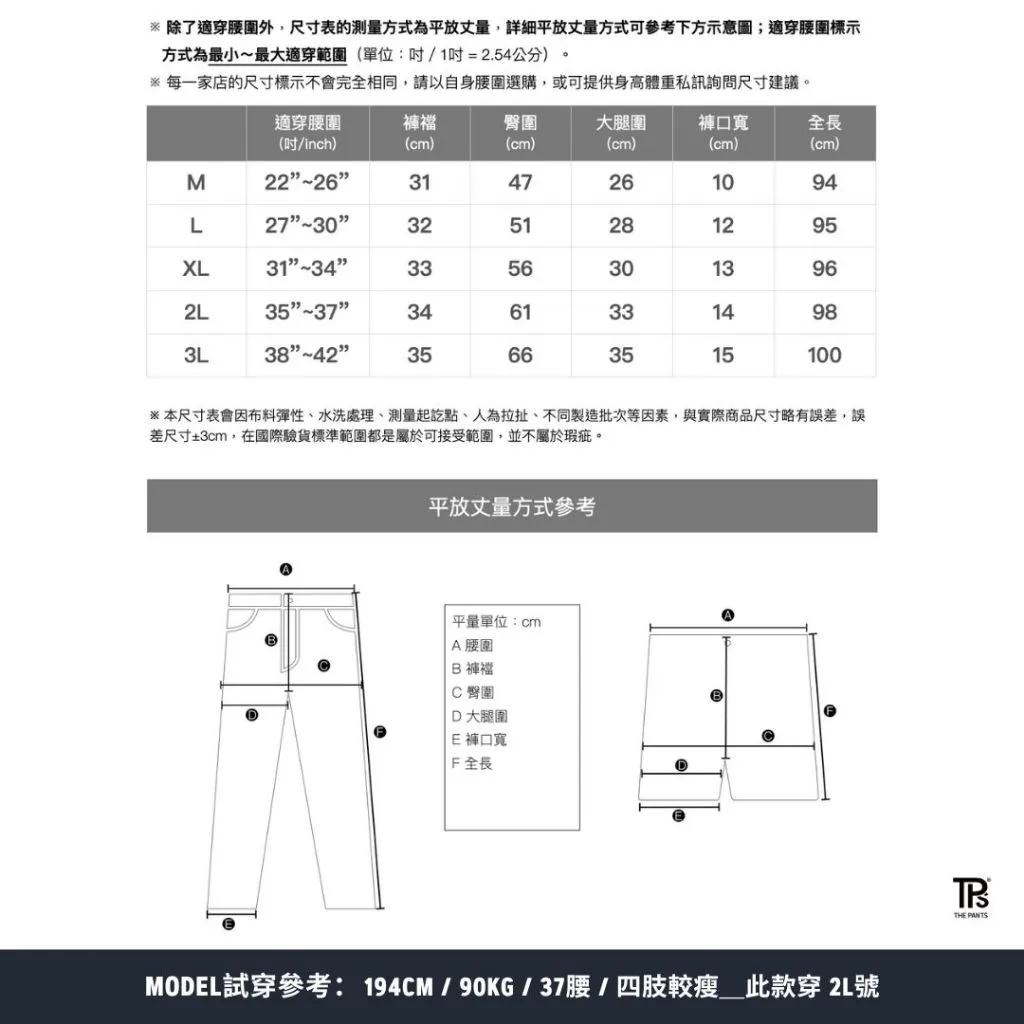 ※ 除了適穿腰圍外，尺寸表的測量方式為平放丈量，詳細平放丈量方式可參考下方示意圖；適穿腰圍標示
方式為最小～最大適穿範圍（單位：吋 / 1吋 = 2.54公分）。
※ 每一家店的尺寸標示不會完全相同，請以自身腰圍選購，或可提供身高體重私訊詢問尺寸建議。
適穿腰圍 褲襠 臀圍 大腿圍 褲口寬 全長
(吋/inch) (cm) (cm) (cm) (cm) (cm)
M 22”~26” 31 47 26 10 94
L 27”~30” 32 51 28 12 95
XL 31”~34” 33 56 30 13 96
2L 35”~37” 34 61 33 14 98
3L 38”~42” 35 66 35 15 100
※ 本尺寸表會因布料彈性、水洗處理、測量起訖點、人為拉扯、不同製造批次等因素，與實際商品尺寸略有誤差，誤
差尺寸±3cm，在國際驗貨標準範圍都是屬於可接受範圍，並不屬於瑕疵。
平放丈量方式參考
A
B
C
D
F
E
平量單位：cm
A 腰圍
B 褲襠
C 臀圍
D 大腿圍
E 褲口寬
F 全長
A
B
F
C
D
E
TPS®
THE PANTS
MODEL試穿參考： 194CM / 90KG / 37腰 / 四肢較瘦__此款穿 2L號